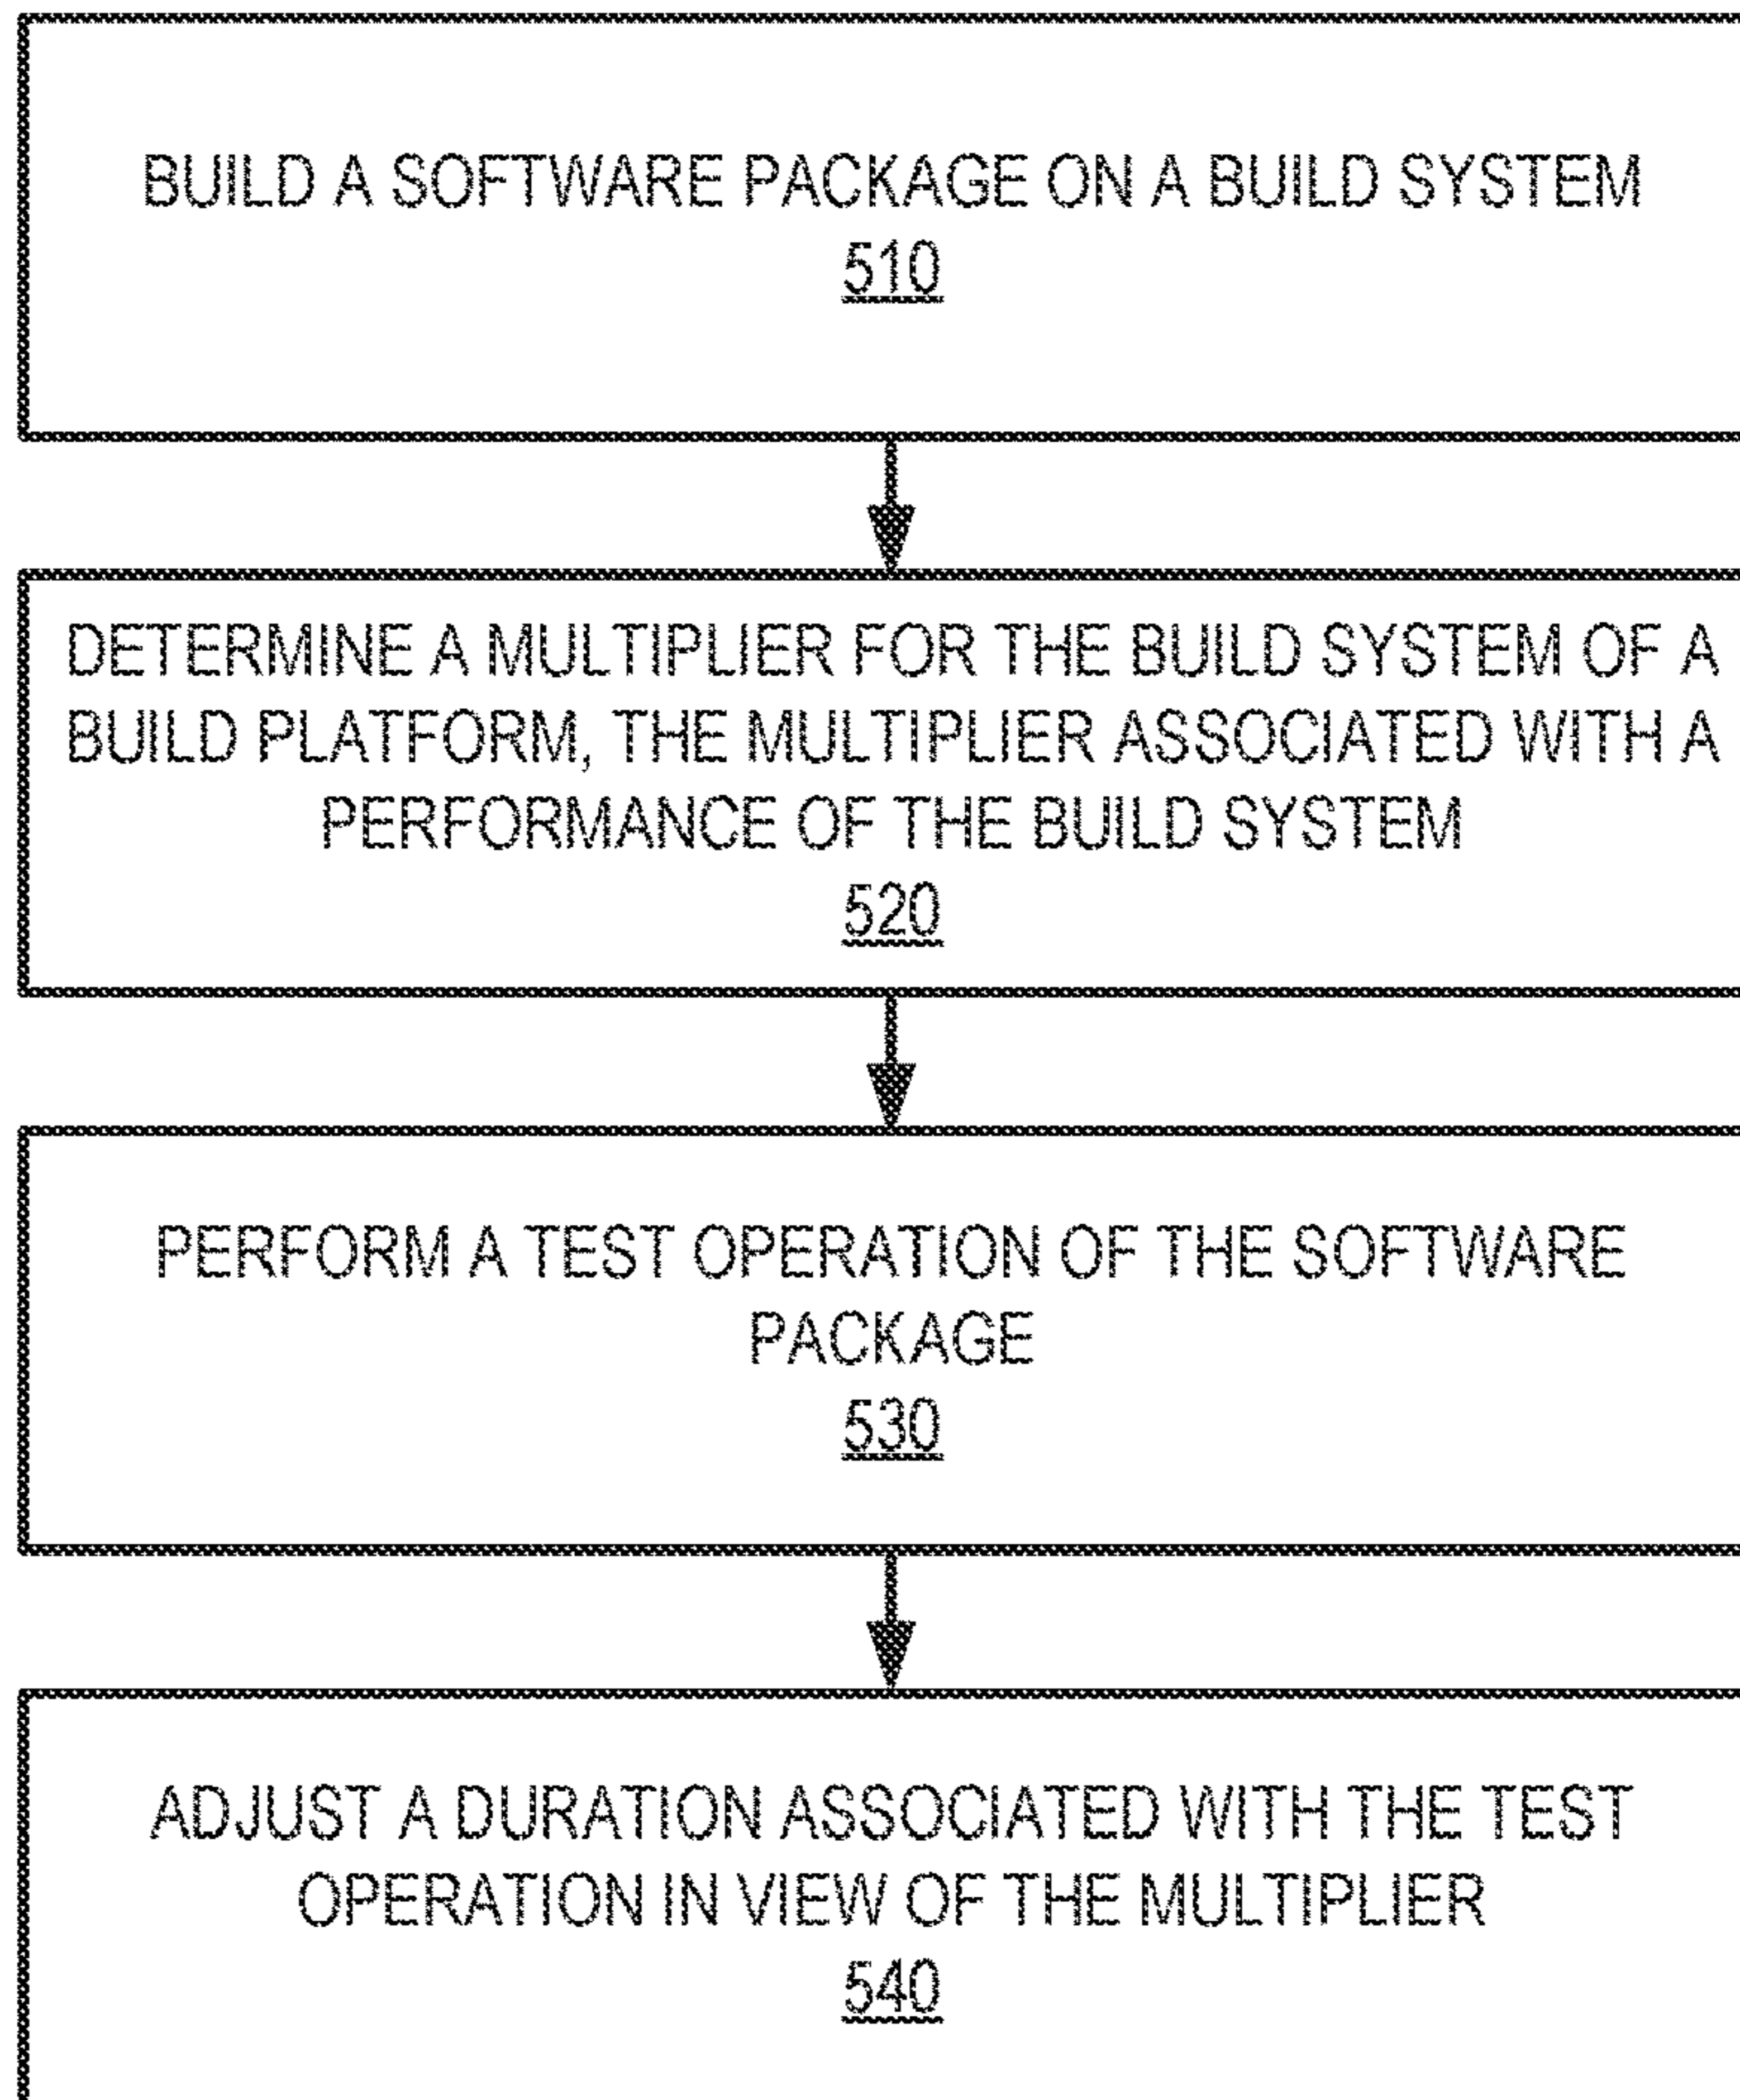 BUILD A SOFTWARE PACKAGE ON A BUILD SYSTEM
510
DETERMINE A MULTIPLIER FOR THE BUILD SYSTEM OF A
BUILD PLATFORM, THE MULTIPLIER ASSOCIATED WITH A
PERFORMANCE OF THE BUILD SYSTEM
520
PERFORM A TEST OPERATION OF THE SOFTWARE
PACKAGE
530
ADJUST A DURATION ASSOCIATED WITH THE TEST
OPERATION IN VIEW OF THE MULTIPLIER
540